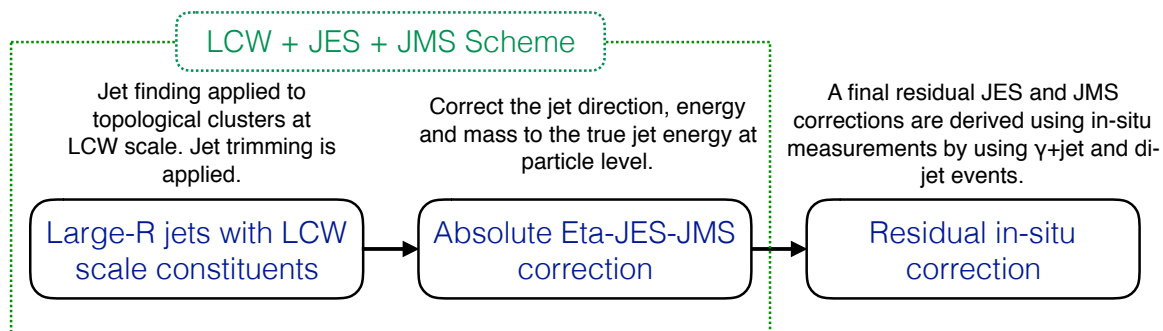 LCW + JES + JMS Scheme
Jet finding applied to
topological clusters at
LCW scale. Jet trimming is
applied.
Large-R jets with LCW
scale constituents
Correct the jet direction, energy
and mass to the true jet energy at
particle level.
Absolute Eta-JES-JMS
correction
A final residual JES and JMS
corrections are derived using in-situ
measurements by using γ+jet and di-
jet events.
Residual in-situ
correction